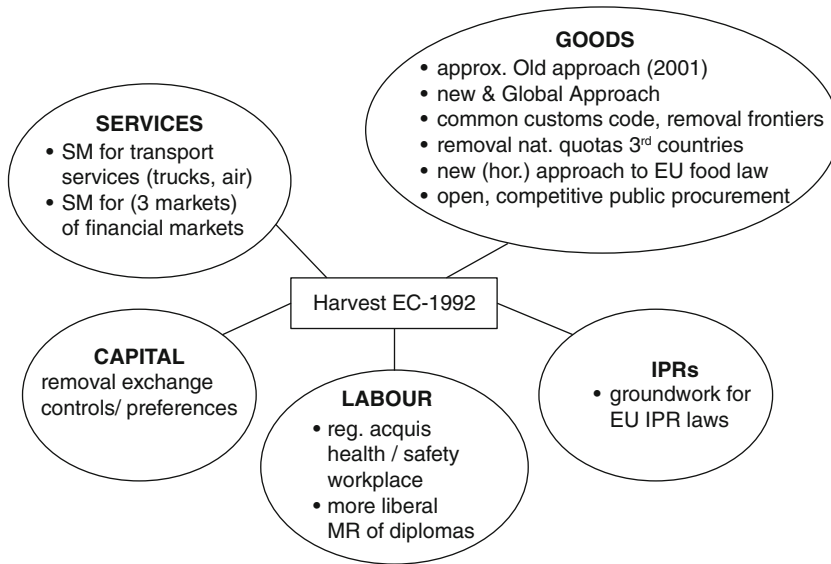 GOODS
• approx. Old approach (2001)
• new & Global Approach
• common customs code, removal frontiers
• removal nat. quotas 3rd countries
• new (hor.) approach to EU food law
• open, competitive public procurement
SERVICES
• SM for transport
services (trucks, air)
• SM for (3 markets)
of financial markets
Harvest EC-1992
CAPITAL
removal exchange
controls/ preferences
LABOUR
• reg. acquis
health / safety
workplace
• more liberal
MR of diplomas
IPRs
• groundwork for
EU IPR laws